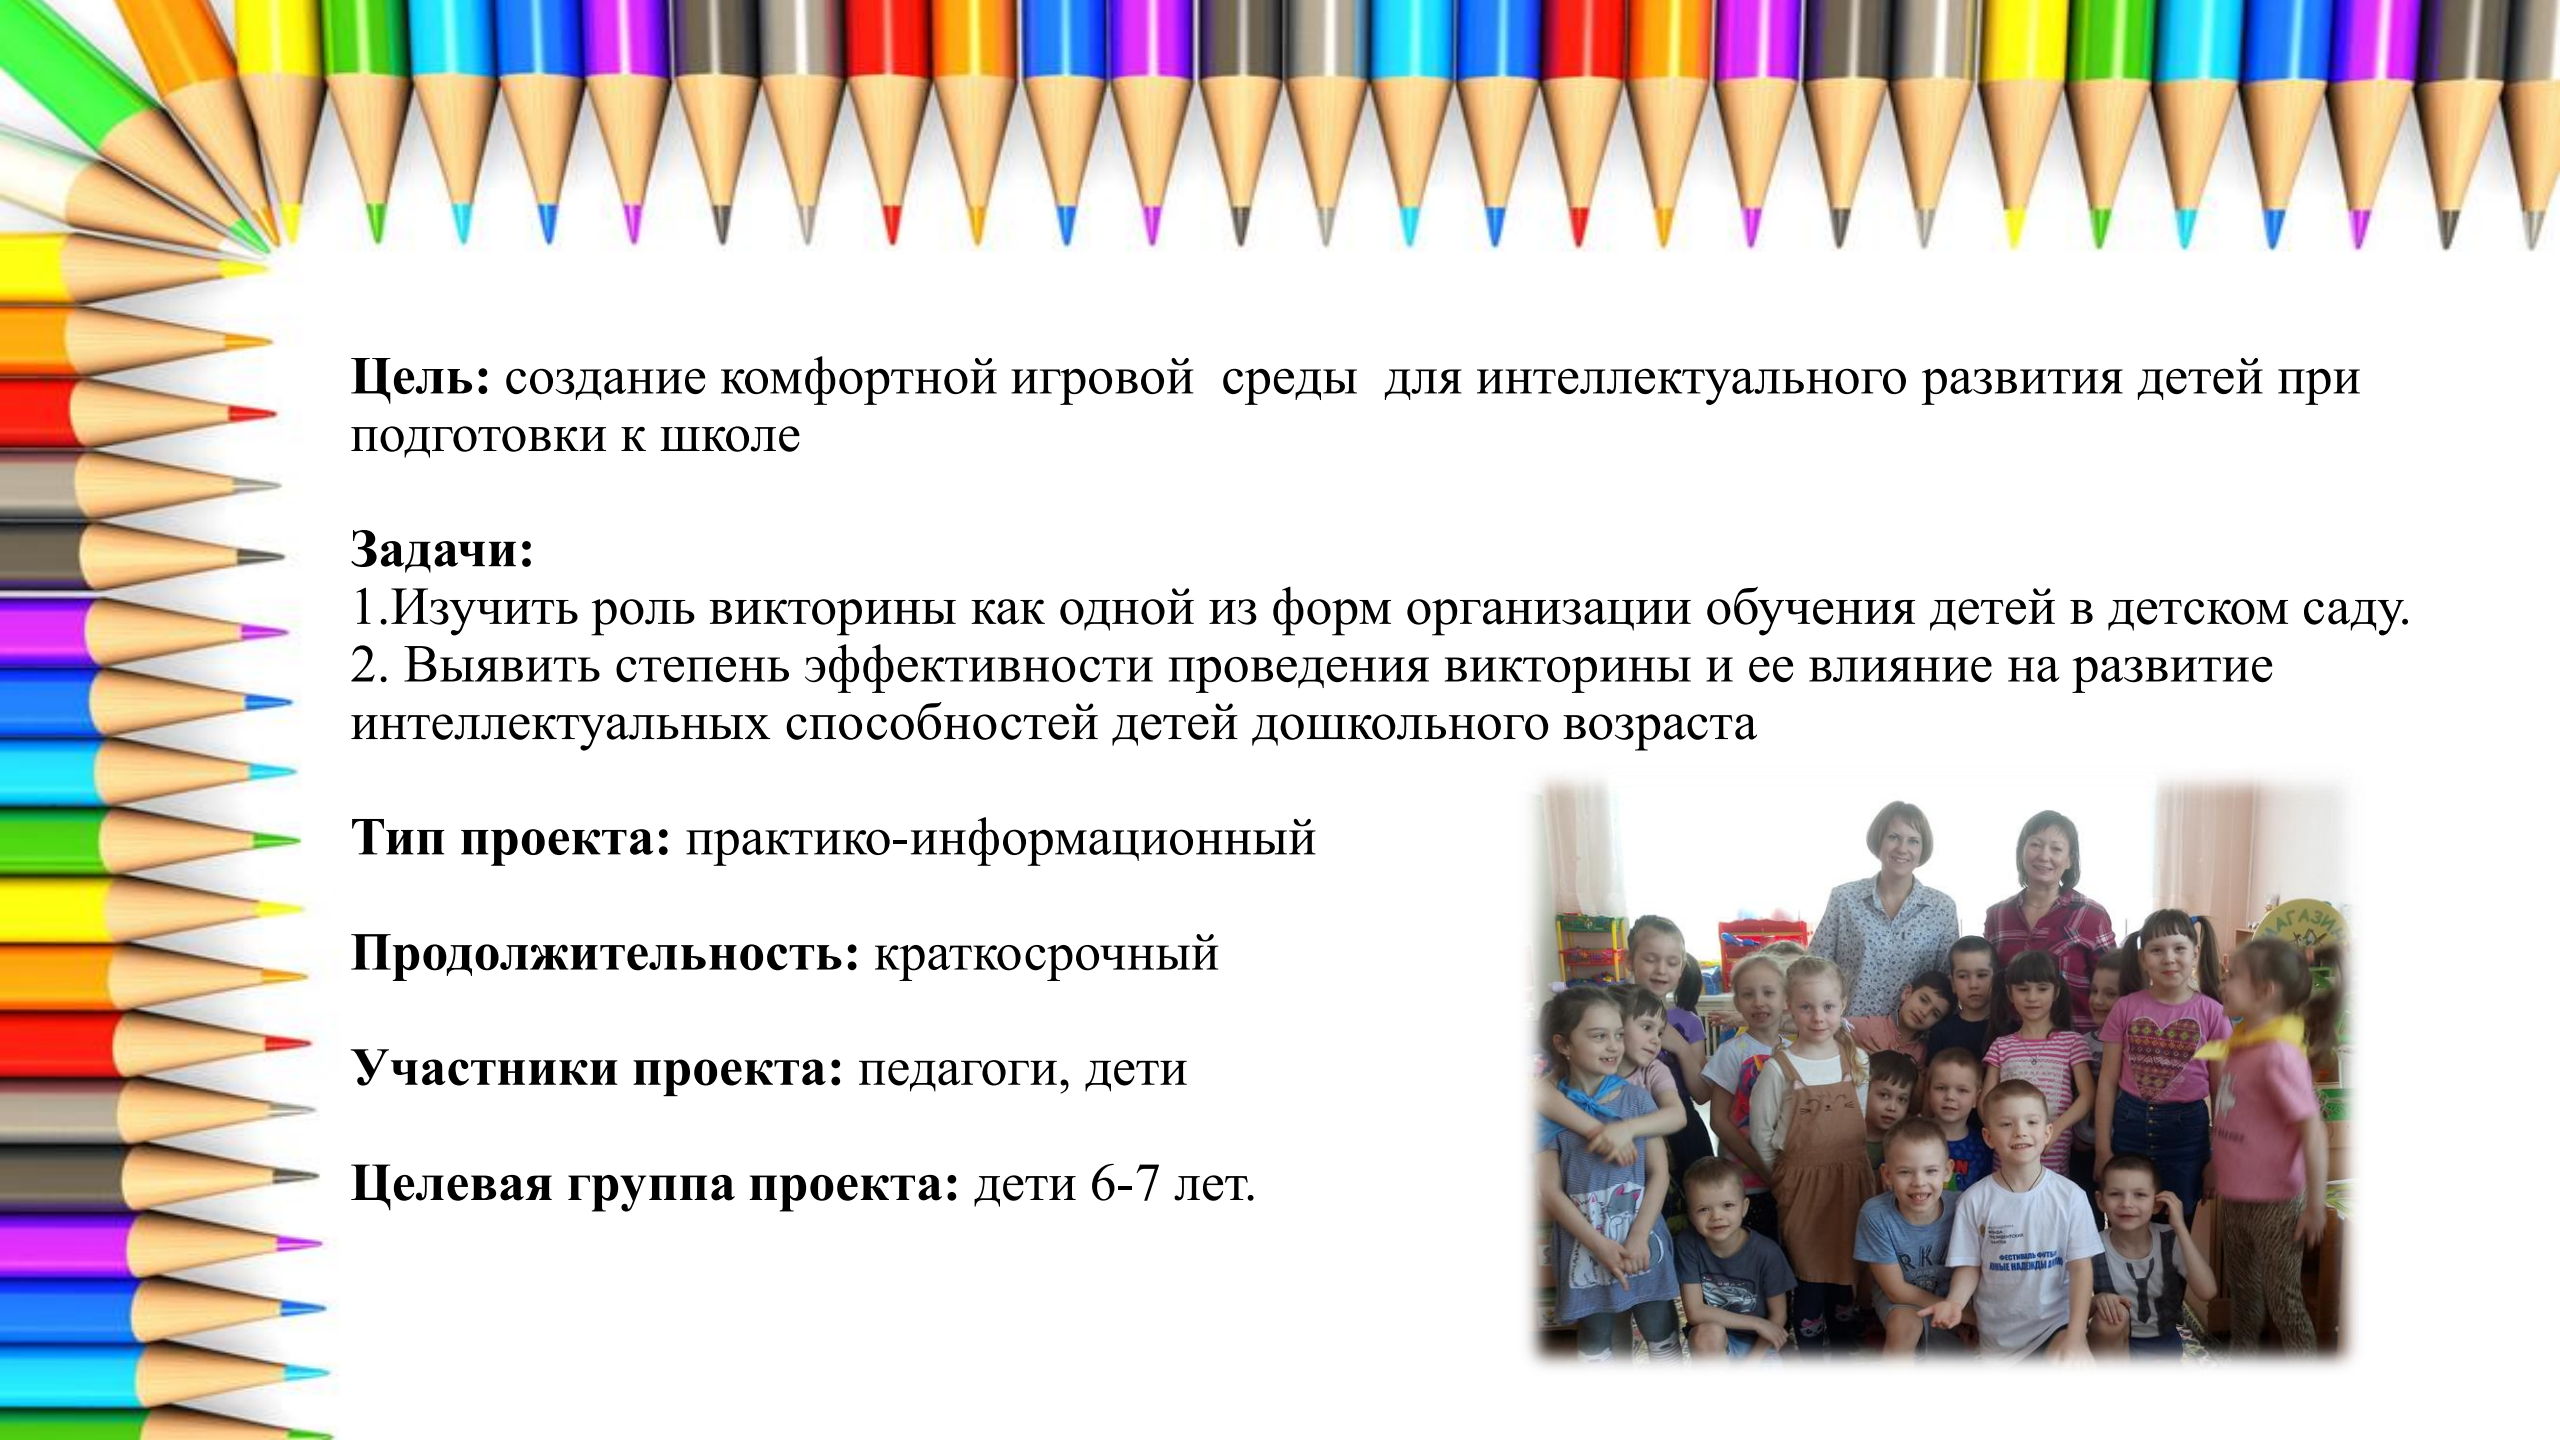 Цель: создание комфортной игровой среды для интеллектуального развития детей при
подготовки к школе
Задачи:
1.Изучить роль викторины как одной из форм организации обучения детей в детском саду.
2. Выявить степень эффективности проведения викторины и ее влияние на развитие
интеллектуальных способностей детей дошкольного возраста
Тип проекта: практико-информационный
Продолжительность: краткосрочный
Участники проекта: педагоги, дети
Целевая группа проекта: дети 6-7 лет.